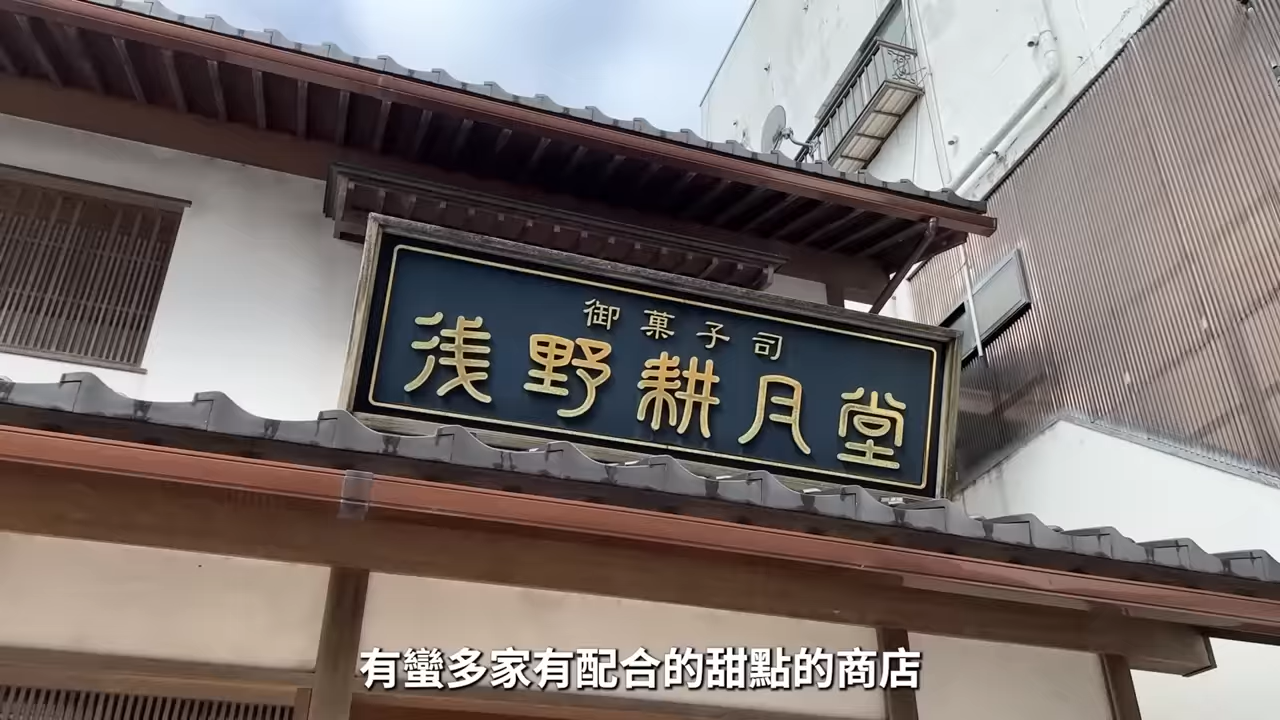 御菓子司
浅野耕月堂
有蠻多家有配合的甜點的商店